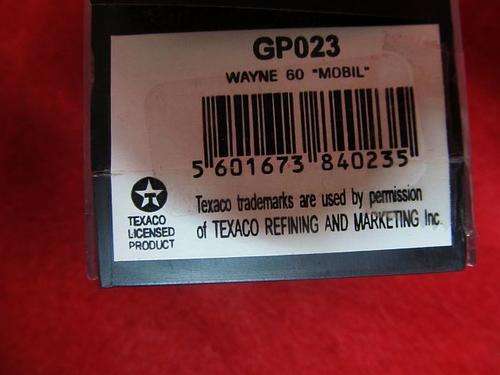 GP023
WAYNE 60 "MOBIL"
5 601673 840235
T
TEXACO
LICENSED
PRODUCT
Texaco trademarks are used by permission
of TEXACO REFINING AND MARKETING Inc.